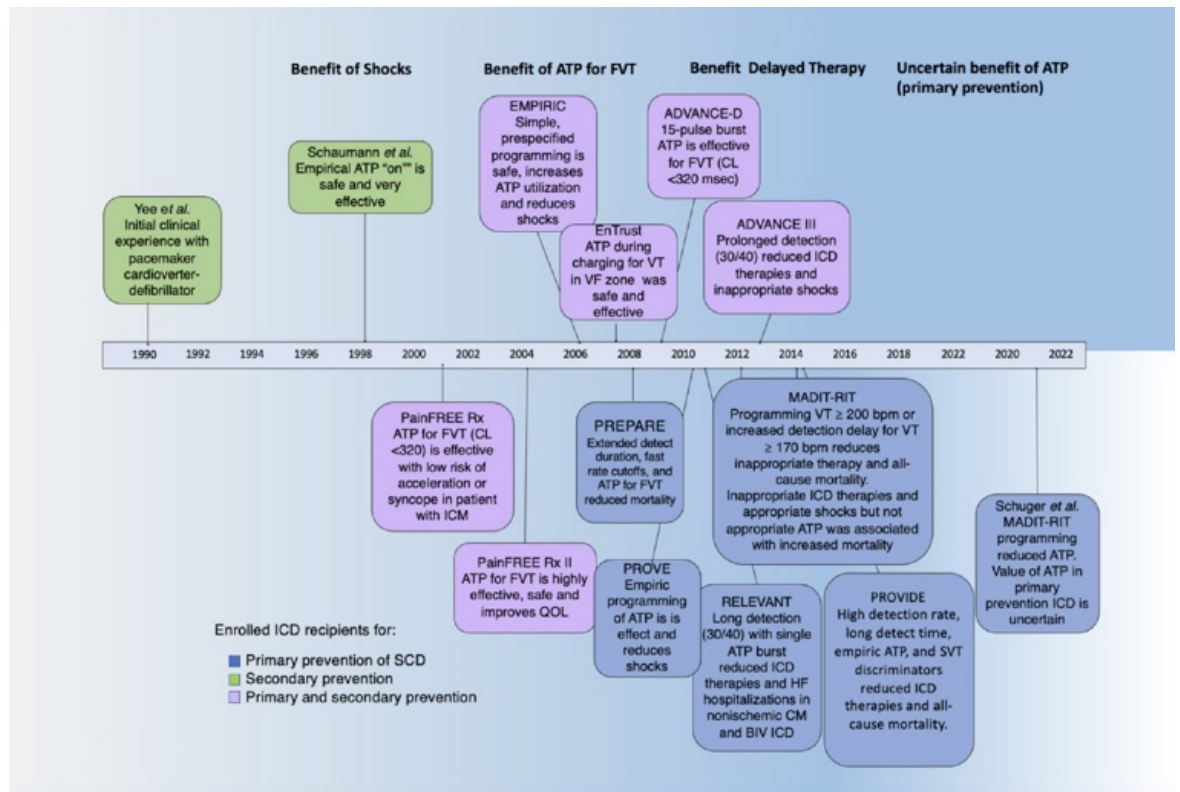 Benefit of Shocks
Benefit of ATP for FVT
Benefit Delayed Therapy
Uncertain benefit of ATP
(primary prevention)
EMPIRIC
Simple,
prespecified
programming is
safe, increases
ATP utilization
and reduces
shocks
ADVANCE-D
15-pulse burst
ATP is effective
for FVT (CL
<320 msec)
Schaumann et al.
Empirical ATP “on”” is
safe and very
effective
Yee et al.
Initial clinical
experience with
pacemaker
cardioverter-
defibrillator
EnTrust
ATP during
charging for VT
in VF zone was
safe and
effective
ADVANCE III
Prolonged detection
(30/40) reduced ICD
therapies and
inappropriate shocks
1990 1992 1994 1996 1998 2000 2002 2004 2006 2008 2010 2012 2014 2016 2018 2022 2020 2022
PainFREE Rx
ATP for FVT (CL
<320) is effective
with low risk of
acceleration or
syncope in patient
with ICM
PREPARE
Extended detect
duration, fast
rate cutoffs, and
ATP for FVT
reduced mortality
MADIT-RIT
Programming VT ≥ 200 bpm or
increased detection delay for VT
≥ 170 bpm reduces
inappropriate therapy and all-
cause mortality.
Inappropriate ICD therapies and
appropriate shocks but not
appropriate ATP was associated
with increased mortality
Schuger et al.
MADIT-RIT
programming
reduced ATP.
Value of ATP in
primary
prevention ICD is
uncertain
PainFREE Rx II
ATP for FVT is highly
effective, safe and
improves QOL
PROVE
Empiric
programming
of ATP is is
effect and
reduces
shocks
RELEVANT
Long detection
(30/40) with single
ATP burst
reduced ICD
therapies and HF
hospitalizations in
nonischemic CM
and BIV ICD
PROVIDE
High detection rate,
long detect time,
empiric ATP, and SVT
discriminators
reduced ICD
therapies and all-
cause mortality.
Enrolled ICD recipients for:
Primary prevention of SCD
Secondary prevention
Primary and secondary prevention